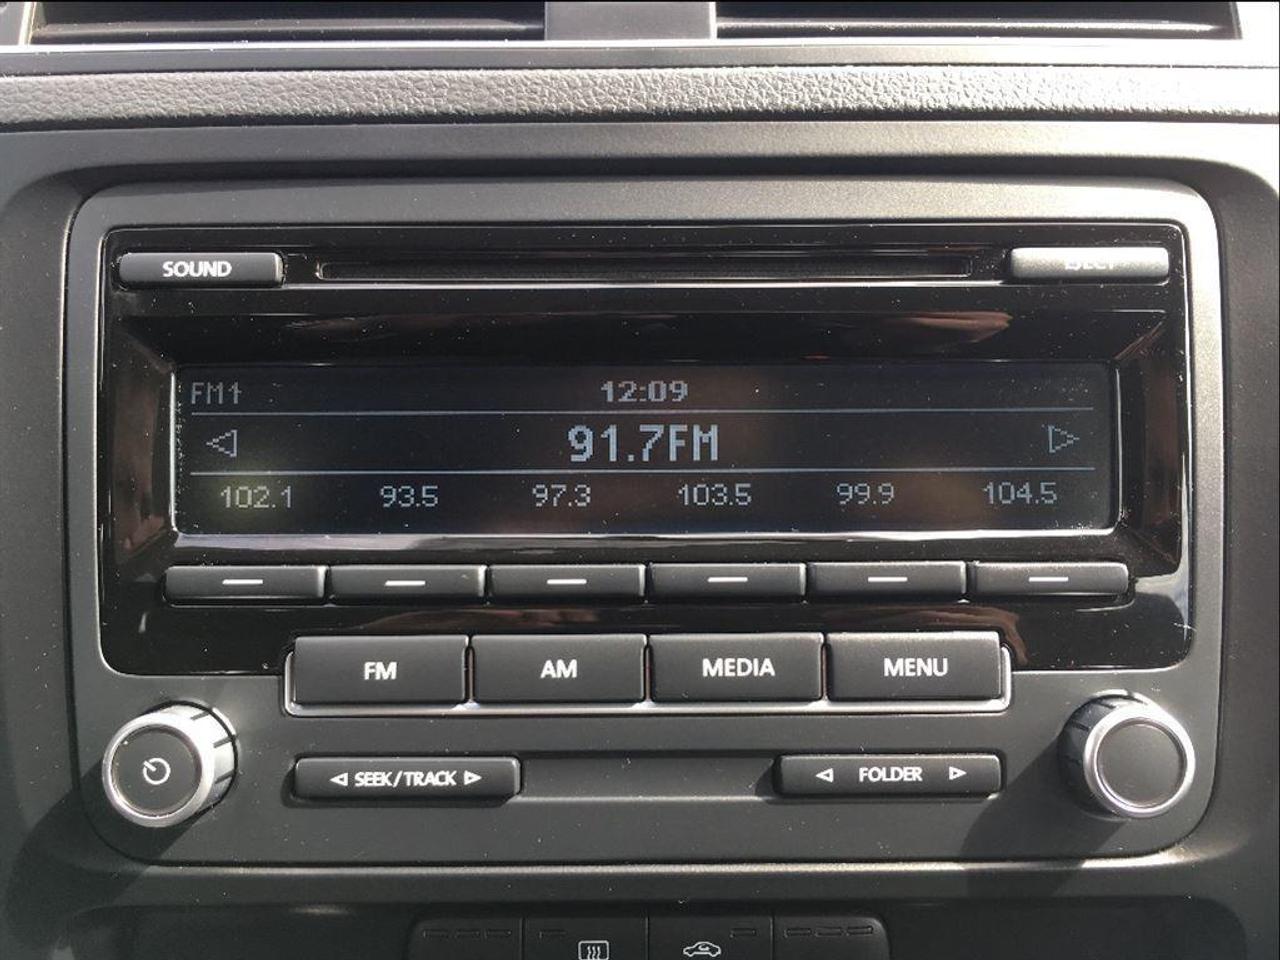 SOUND EJECT
FM1 12:09
91.7FM
102.1 93.5 97.3 103.5 99.9 104.5
FM AM MEDIA MENU
SEEK/TRACK FOLDER